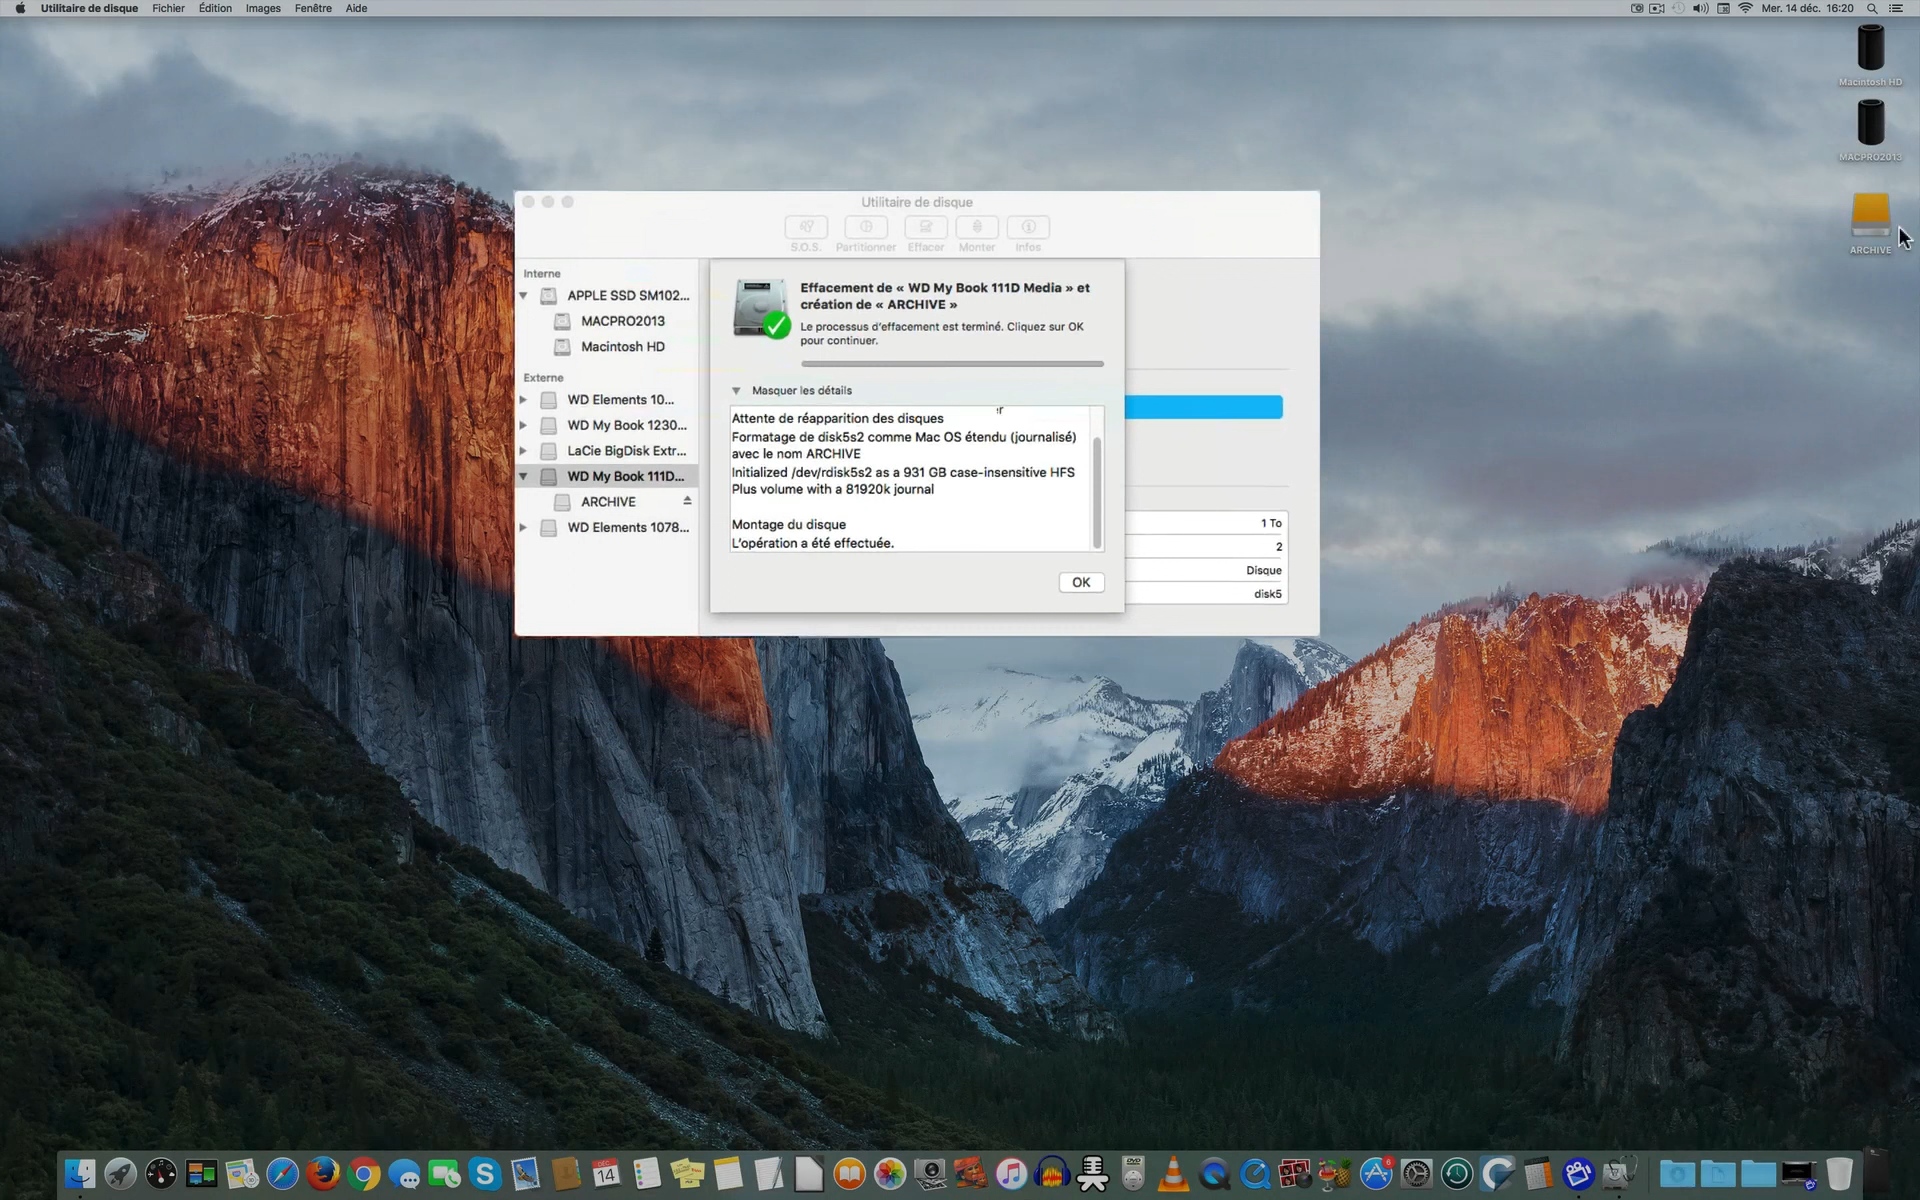 Utilitaire de disque Fichier Édition Images Fenêtre Aide
Mer. 14 déc. 16:20
Macintosh HD
MACPRO2013
ARCHIVE
Utilitaire de disque
S.O.S. Partitionner Effacer Monter Infos
Interne
APPLE SSD SM102...
MACPRO2013
Macintosh HD
Externe
WD Elements 10...
WD My Book 1230...
LaCie BigDisk Extr...
WD My Book 111D...
ARCHIVE
WD Elements 1078...
Effacement de « WD My Book 111D Media » et
création de « ARCHIVE »
Le processus d'effacement est terminé. Cliquez sur OK
pour continuer.
Masquer les détails
Attente de réapparition des disques
Formatage de disk5s2 comme Mac OS étendu (journalisé)
avec le nom ARCHIVE
Initialized /dev/rdisk5s2 as a 931 GB case-insensitive HFS
Plus volume with a 81920k journal
Montage du disque
L'opération a été effectuée.
OK
1 To
2
Disque
disk5
14